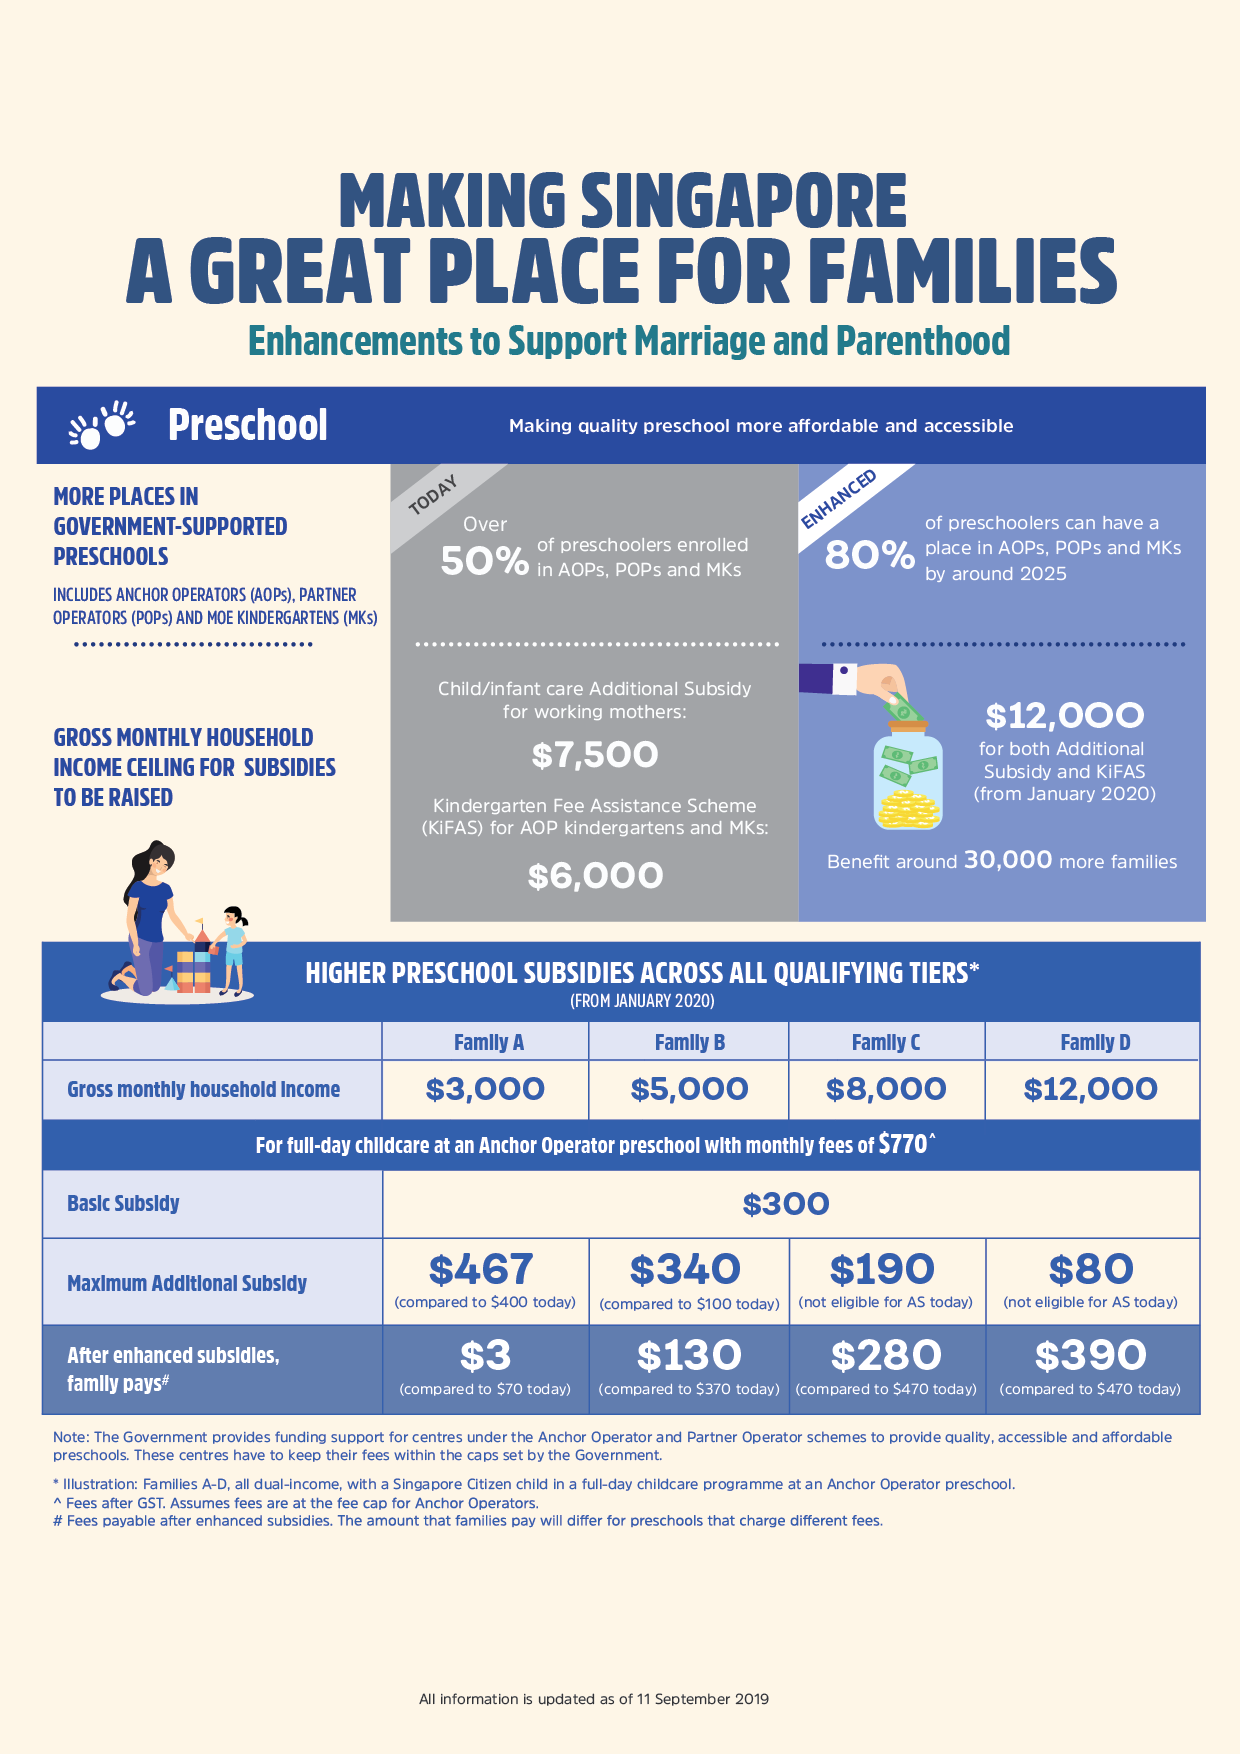 MAKING SINGAPORE
A GREAT PLACE FOR FAMILIES
Enhancements to Support Marriage and Parenthood
Preschool
Making quality preschool more affordable and accessible
MORE PLACES IN
GOVERNMENT-SUPPORTED
PRESCHOOLS
INCLUDES ANCHOR OPERATORS (AOPs), PARTNER
OPERATORS (POPs) AND MOE KINDERGARTENS (MKs)
TODAY
Over
50% of preschoolers enrolled
in AOPs, POPs and MKs
ENHANCED
80% of preschoolers can have a
place in AOPs, POPs and MKs
by around 2025
GROSS MONTHLY HOUSEHOLD
INCOME CEILING FOR SUBSIDIES
TO BE RAISED
Child/infant care Additional Subsidy
for working mothers:
$7,500
Kindergarten Fee Assistance Scheme
(KiFAS) for AOP kindergartens and MKs:
$6,000
$12,000
for both Additional
Subsidy and KiFAS
(from January 2020)
Benefit around 30,000 more families
HIGHER PRESCHOOL SUBSIDIES ACROSS ALL QUALIFYING TIERS*
(FROM JANUARY 2020)
Family A Family B Family C Family D
Gross monthly household Income $3,000 $5,000 $8,000 $12,000
For full-day childcare at an Anchor Operator preschool with monthly fees of $770^
Basic Subsidy $300
Maximum Additional Subsidy $467 $340 $190 $80
(compared to $400 today) (compared to $100 today) (not eligible for AS today) (not eligible for AS today)
After enhanced subsidies,
family pays# $3 $130 $280 $390
(compared to $70 today) (compared to $370 today) (compared to $470 today) (compared to $470 today)
Note: The Government provides funding support for centres under the Anchor Operator and Partner Operator schemes to provide quality, accessible and affordable
preschools. These centres have to keep their fees within the caps set by the Government.
* Illustration: Families A-D, all dual-income, with a Singapore Citizen child in a full-day childcare programme at an Anchor Operator preschool.
^ Fees after GST. Assumes fees are at the fee cap for Anchor Operators.
# Fees payable after enhanced subsidies. The amount that families pay will differ for preschools that charge different fees.
All information is updated as of 11 September 2019